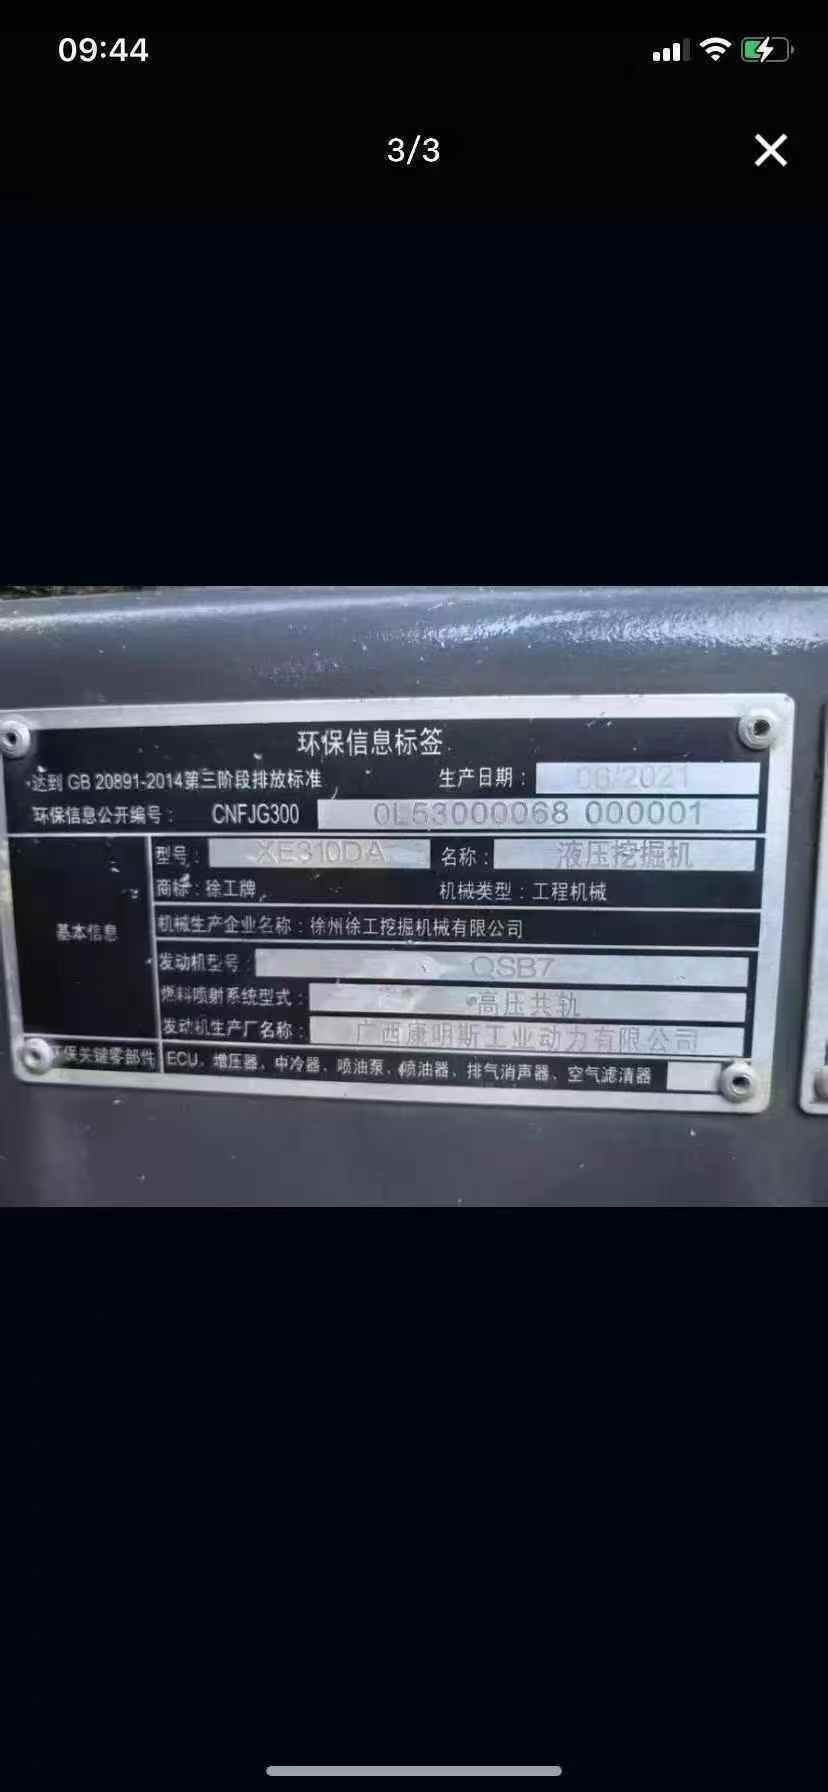 09:44
3/3
环保信息标签
达到 GB 20891-2014第三阶段排放标准 生产日期： 06/2021
环保信息公开编号： CNFJG300 0L53000068 000001
型号： XE310DA 名称： 液压挖掘机
商标：徐工牌 机械类型：工程机械
基本信息
机械生产企业名称：徐州徐工挖掘机械有限公司
发动机型号： QSB7
燃料喷射系统型式： 高压共轨
发动机生产厂名称： 广西康明斯工业动力有限公司
保关键零部件 ECU、增压器、中冷器、喷油泵、喷油器、排气消声器、空气滤清器